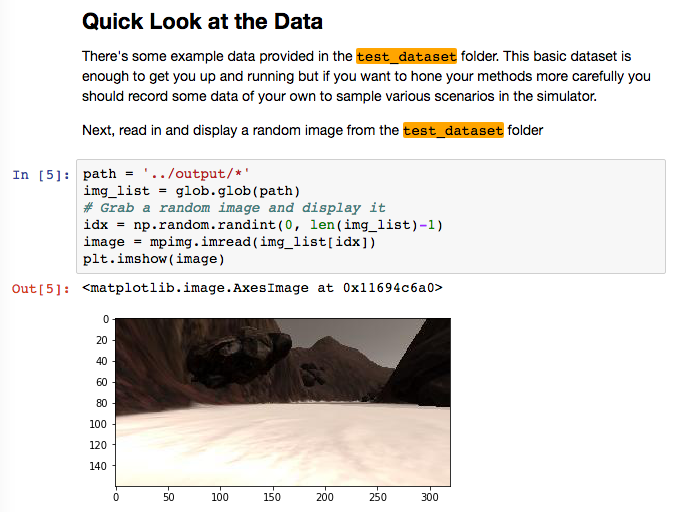 Quick Look at the Data
There's some example data provided in the test_dataset folder. This basic dataset is
enough to get you up and running but if you want to hone your methods more carefully you
should record some data of your own to sample various scenarios in the simulator.
Next, read in and display a random image from the test_dataset folder
In [5]: path = '../output/*'
img_list = glob.glob(path)
# Grab a random image and display it
idx = np.random.randint(0, len(img_list)-1)
image = mpimg.imread(img_list[idx])
plt.imshow(image)
Out[5]: <matplotlib.image.AxesImage at 0x11694c6a0>
0
20
40
60
80
100
120
140
0 50 100 150 200 250 300